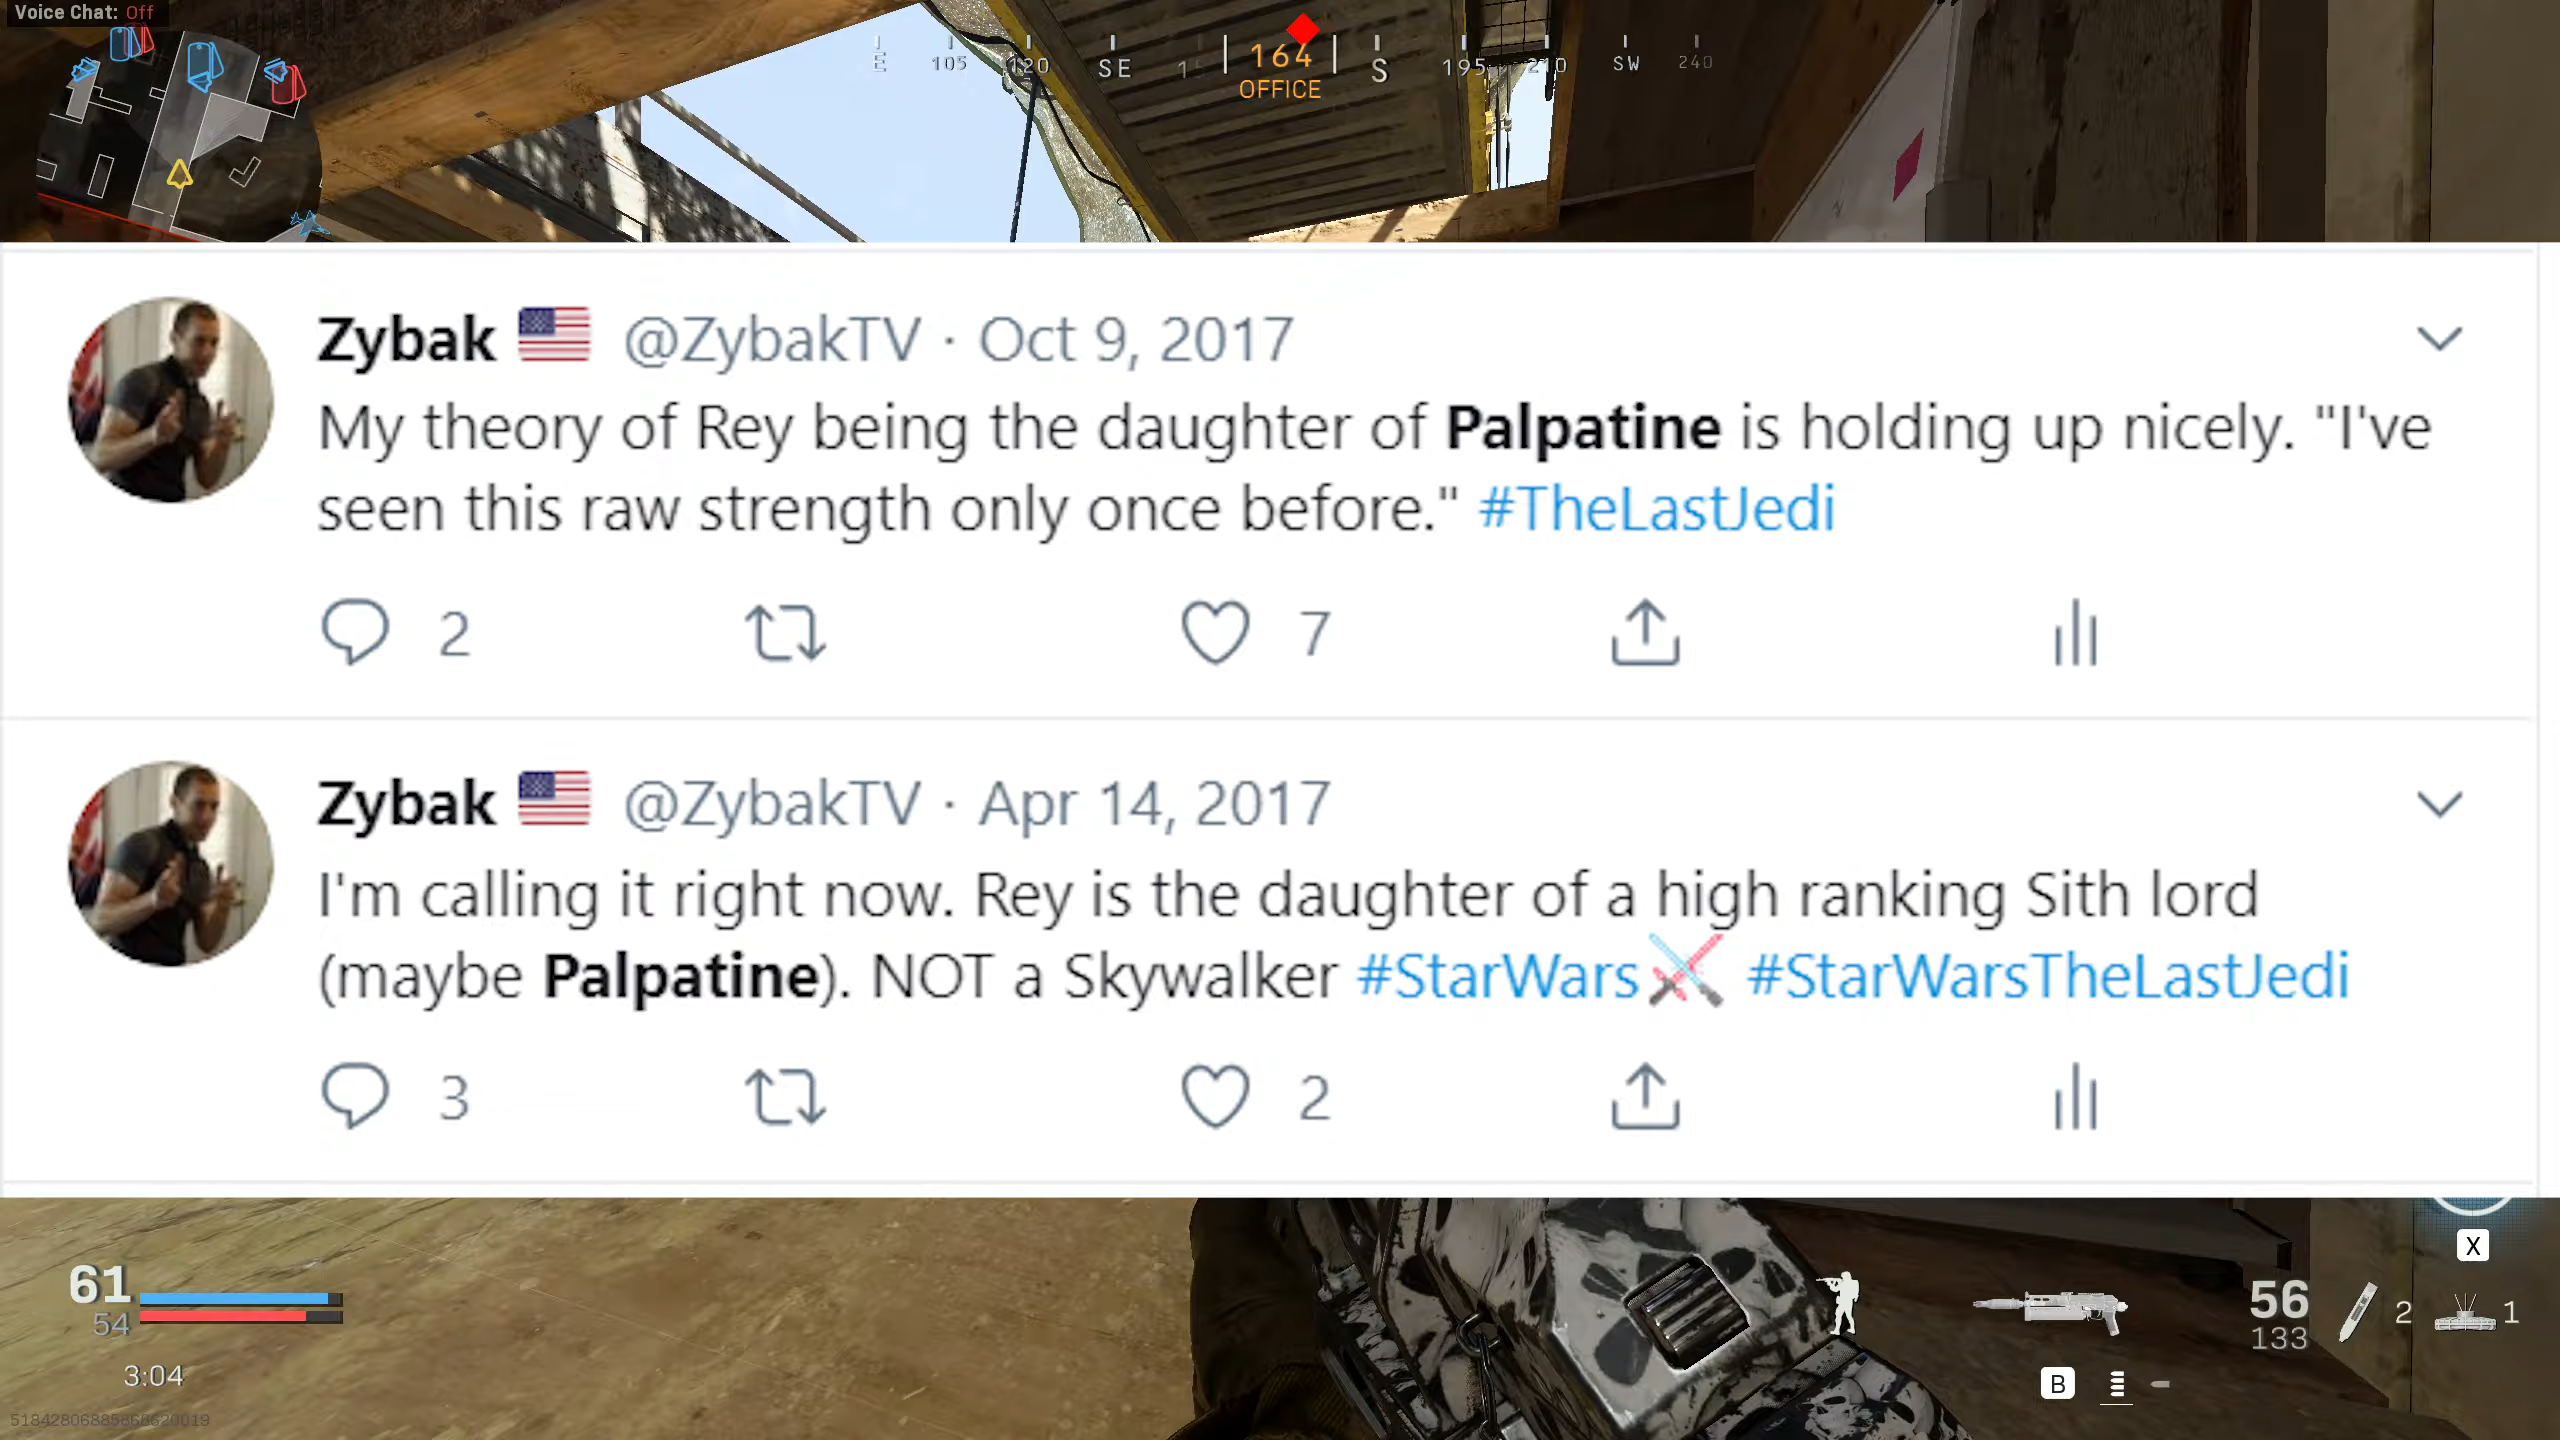 Voice Chat: Off
E 105 120 SE 164 S 195 210 SW 240
OFFICE
Zybak @ZybakTV · Oct 9, 2017
My theory of Rey being the daughter of Palpatine is holding up nicely. "I've
seen this raw strength only once before." #TheLastJedi
2 7
Zybak @ZybakTV · Apr 14, 2017
I'm calling it right now. Rey is the daughter of a high ranking Sith lord
(maybe Palpatine). NOT a Skywalker #StarWars #StarWarsTheLastJedi
3 2
X
61
54
56 2 1
133
3:04
B